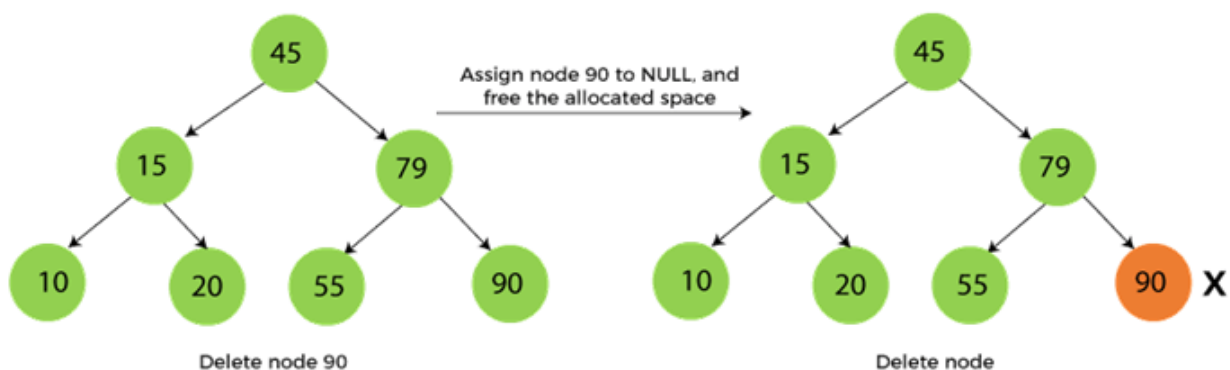 45
15
79
10
20
55
90
Delete node 90
Assign node 90 to NULL, and
free the allocated space
45
15
79
10
20
55
90
X
Delete node